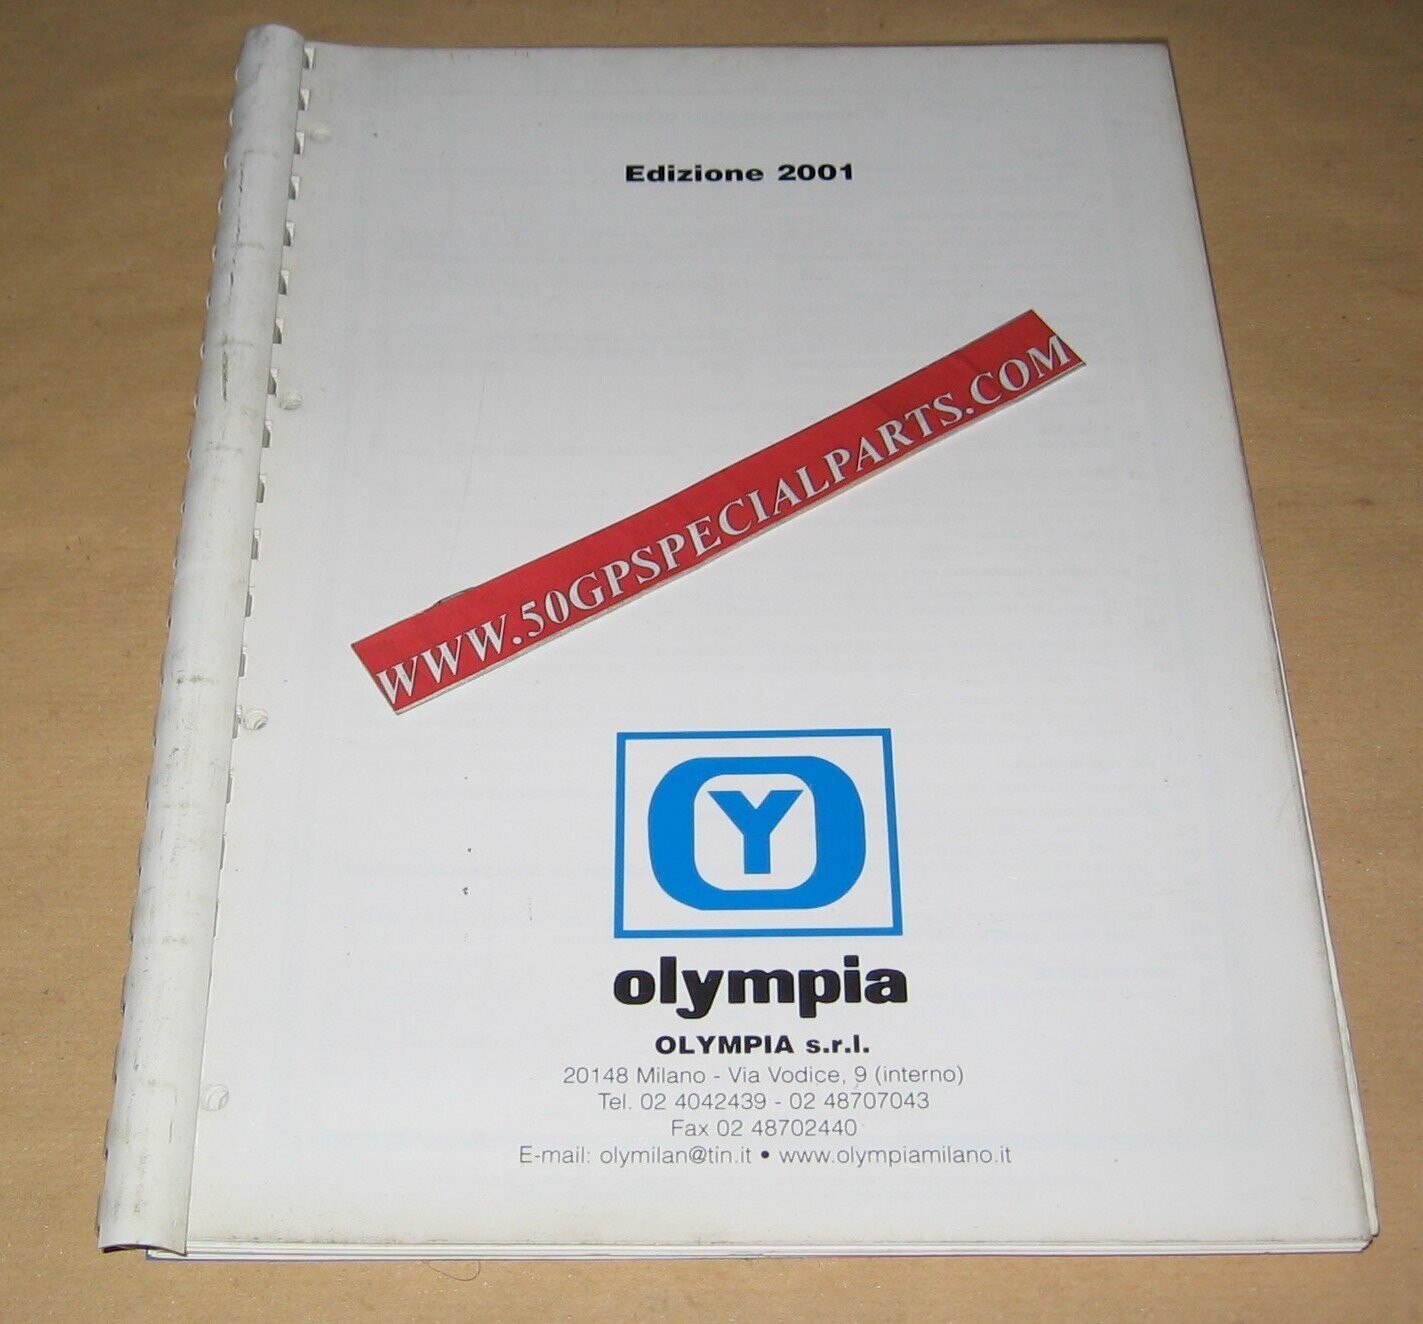 Edizione 2001
WWW.50GPSPECIALPARTS.COM
OY
olympia
OLYMPIA s.r.l.
20148 Milano - Via Vodice, 9 (interno)
Tel. 02 4042439 - 02 48707043
Fax 02 48702440
E-mail: olymilan@tin.it • www.olympiamilano.it